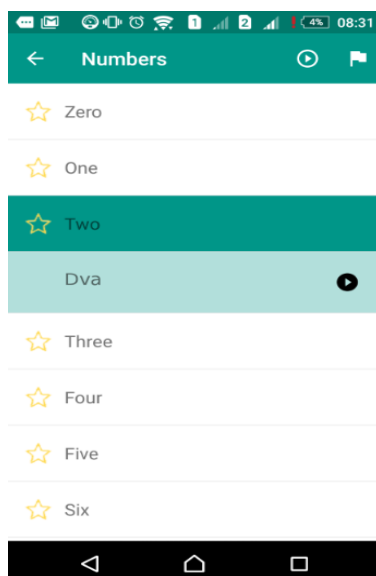 1 2 4% 08:31
Numbers
Zero
One
Two
Dva
Three
Four
Five
Six